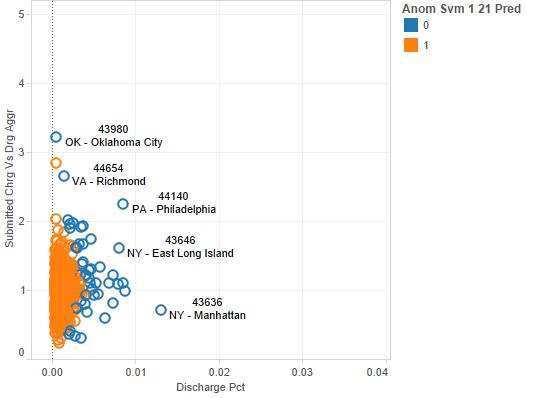 Anom Svm 1 21 Pred
0
1
Submitted Chrg Vs Drg Aggr
5
4
3
2
1
0
43980
OK - Oklahoma City
44654
VA - Richmond
44140
PA - Philadelphia
43646
NY - East Long Island
43636
NY - Manhattan
0.00
0.01
0.02
0.03
0.04
Discharge Pct